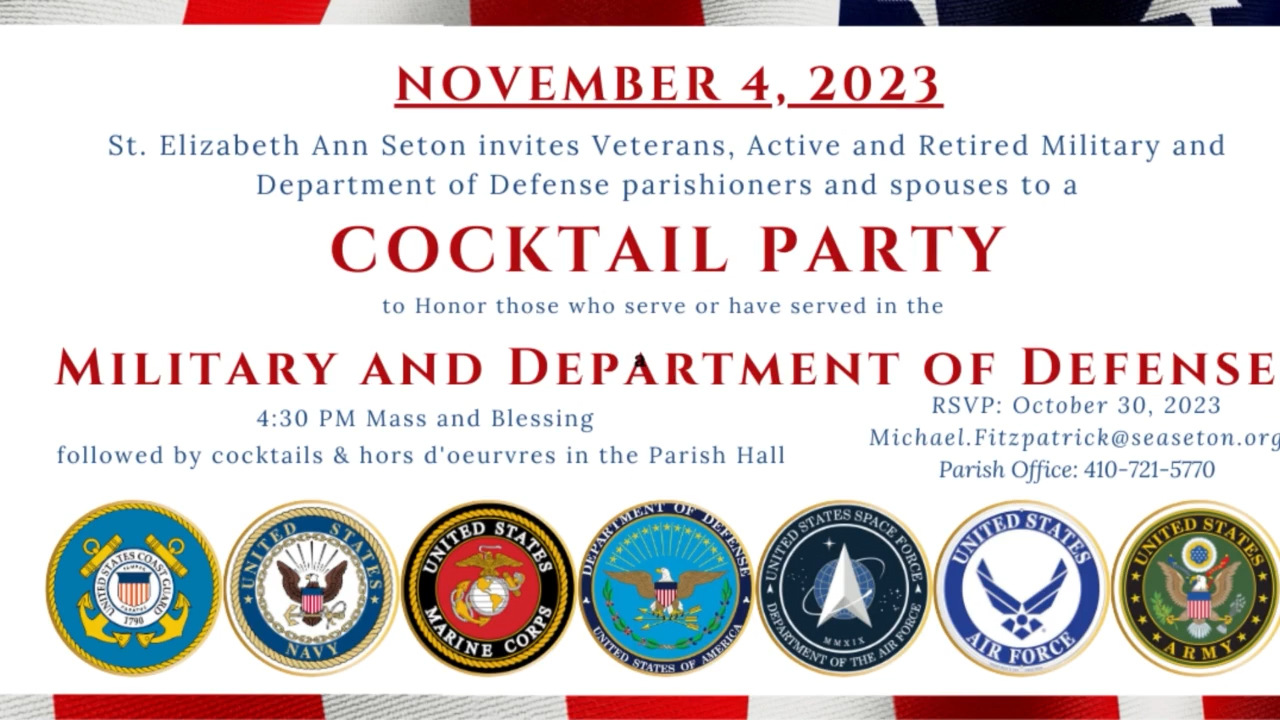 NOVEMBER 4, 2023
St. Elizabeth Ann Seton invites Veterans, Active and Retired Military and
Department of Defense parishioners and spouses to a
COCKTAIL PARTY
to Honor those who serve or have served in the
MILITARY AND DEPARTMENT OF DEFENSE
4:30 PM Mass and Blessing
followed by cocktails & hors d'oeurvres in the Parish Hall
RSVP: October 30, 2023
Michael.Fitzpatrick@seaseton.org
Parish Office: 410-721-5770
UNITED STATES COAST GUARD
1790
UNITED STATES
NAVY
UNITED STATES
MARINE CORPS
DEPARTMENT OF DEFENSE
UNITED STATES OF AMERICA
UNITED STATES SPACE FORCE
MMXIX
DEPARTMENT OF THE AIR FORCE
UNITED STATES
AIR FORCE
UNITED STATES
ARMY